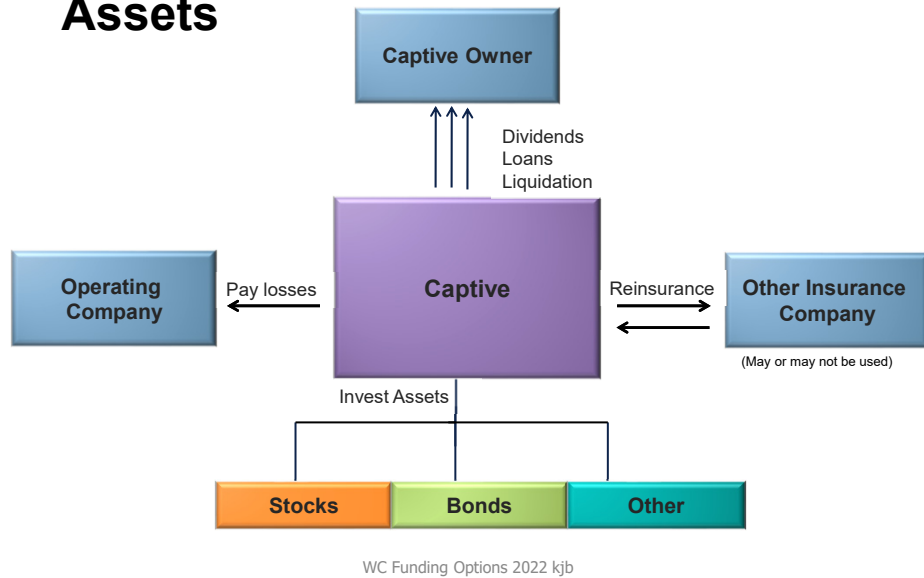 Assets
Captive Owner
Dividends
Loans
Liquidation
Operating
Company
Pay losses
Captive
Reinsurance
Other Insurance
Company
(May or may not be used)
Invest Assets
Stocks
Bonds
Other
WC Funding Options 2022 kjb